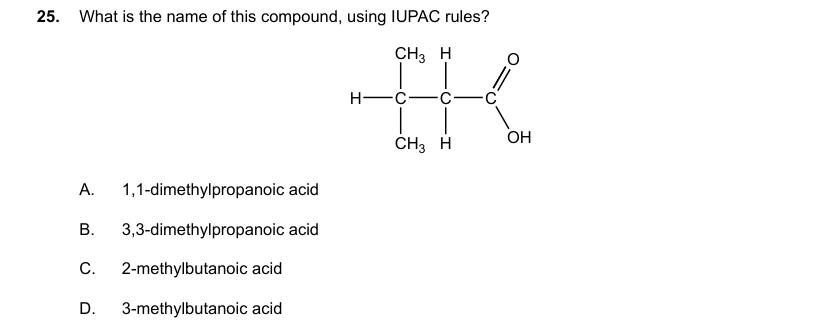 25. What is the name of this compound, using IUPAC rules?
CH3 H O
H C C C
CH3 H OH
A. 1,1-dimethylpropanoic acid
B. 3,3-dimethylpropanoic acid
C. 2-methylbutanoic acid
D. 3-methylbutanoic acid